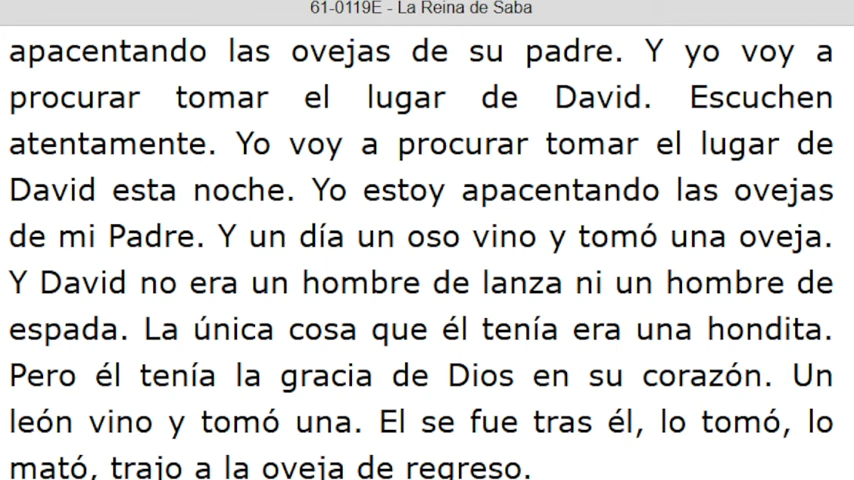 61-0119E - La Reina de Saba
apacentando las ovejas de su padre. Y yo voy a
procurar tomar el lugar de David. Escuchen
atentamente. Yo voy a procurar tomar el lugar de
David esta noche. Yo estoy apacentando las ovejas
de mi Padre. Y un día un oso vino y tomó una oveja.
Y David no era un hombre de lanza ni un hombre de
espada. La única cosa que él tenía era una hondita.
Pero él tenía la gracia de Dios en su corazón. Un
león vino y tomó una. El se fue tras él, lo tomó, lo
mató, trajo a la oveja de regreso.